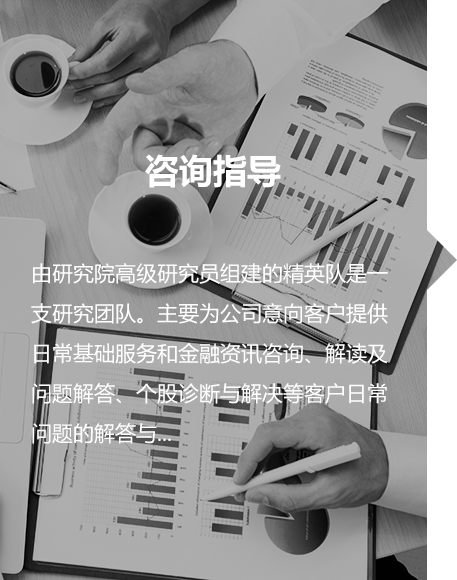 咨询指导
由研究院高级研究员组建的精英队是一
支研究团队。主要为公司意向客户提供
日常基础服务和金融资讯咨询、解读及
问题解答、个股诊断与解决等客户日常
问题的解答与...